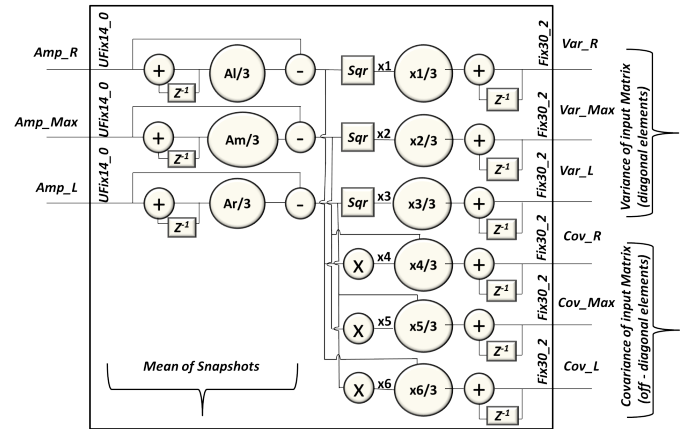 Amp_R
UFix14_0
+
Z-1
Al/3
-
Sqr
x1
x1/3
+
Z-1
Fix30_2
Var_R
Amp_Max
UFix14_0
+
Z-1
Am/3
-
Sqr
x2
x2/3
+
Z-1
Fix30_2
Var_Max
Amp_L
UFix14_0
+
Z-1
Ar/3
-
Sqr
x3
x3/3
+
Z-1
Fix30_2
Var_L
Variance of input Matrix
(diagonal elements)
X
x4
x4/3
+
Z-1
Fix30_2
Cov_R
X
x5
x5/3
+
Z-1
Fix30_2
Cov_Max
X
x6
x6/3
+
Z-1
Fix30_2
Cov_L
Covariance of input Matrix
(off - diagonal elements)
Mean of Snapshots